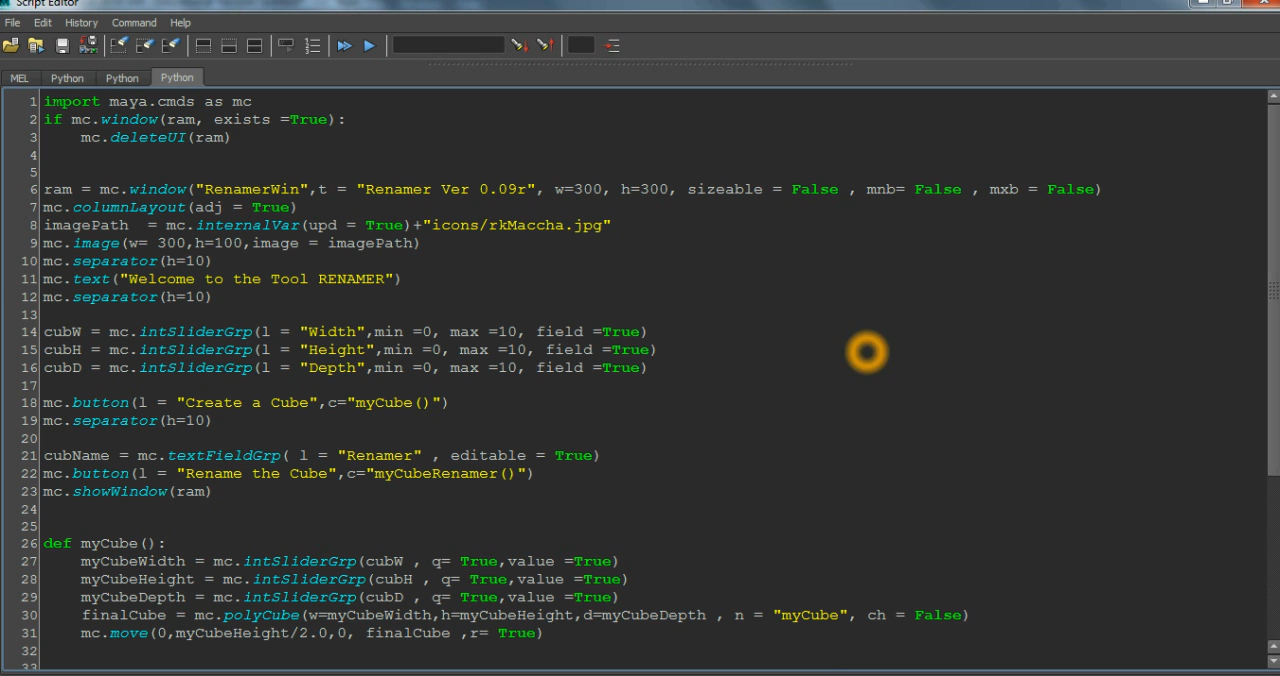 Script Editor
File Edit History Command Help
MEL Python Python Python
1 import maya.cmds as mc
2 if mc.window(ram, exists =True):
3     mc.deleteUI(ram)
4
5
6 ram = mc.window("RenamerWin",t = "Renamer Ver 0.09r", w=300, h=300, sizeable = False , mnb= False , mxb = False)
7 mc.columnLayout(adj = True)
8 imagePath  = mc.internalVar(upd = True)+"icons/rkMaccha.jpg"
9 mc.image(w= 300,h=100,image = imagePath)
10 mc.separator(h=10)
11 mc.text("Welcome to the Tool RENAMER")
12 mc.separator(h=10)
13
14 cubW = mc.intSliderGrp(l = "Width",min =0, max =10, field =True)
15 cubH = mc.intSliderGrp(l = "Height",min =0, max =10, field =True)
16 cubD = mc.intSliderGrp(l = "Depth",min =0, max =10, field =True)
17
18 mc.button(l = "Create a Cube",c="myCube()")
19 mc.separator(h=10)
20
21 cubName = mc.textFieldGrp( l = "Renamer" , editable = True)
22 mc.button(l = "Rename the Cube",c="myCubeRenamer()")
23 mc.showWindow(ram)
24
25
26 def myCube():
27     myCubeWidth = mc.intSliderGrp(cubW , q= True,value =True)
28     myCubeHeight = mc.intSliderGrp(cubH , q= True,value =True)
29     myCubeDepth = mc.intSliderGrp(cubD , q= True,value =True)
30     finalCube = mc.polyCube(w=myCubeWidth,h=myCubeHeight,d=myCubeDepth , n = "myCube", ch = False)
31     mc.move(0,myCubeHeight/2.0,0, finalCube ,r= True)
32
33